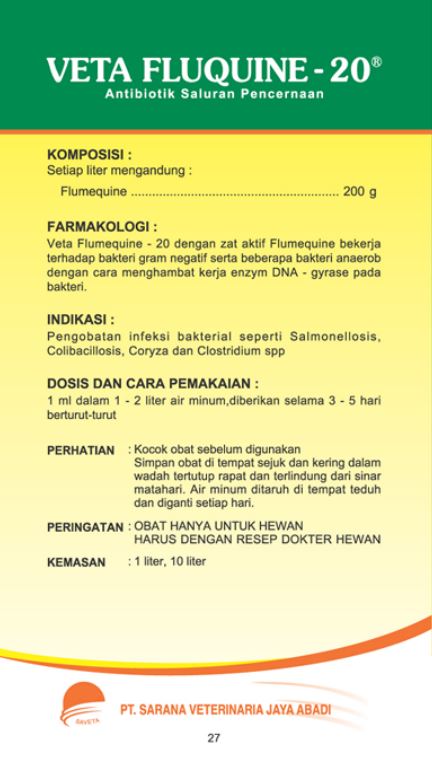 VETA FLUQUINE - 20®
Antibiotik Saluran Pencernaan
KOMPOSISI :
Setiap liter mengandung :
Flumequine ............................................................ 200 g
FARMAKOLOGI :
Veta Flumequine - 20 dengan zat aktif Flumequine bekerja
terhadap bakteri gram negatif serta beberapa bakteri anaerob
dengan cara menghambat kerja enzym DNA - gyrase pada
bakteri.
INDIKASI :
Pengobatan infeksi bakterial seperti Salmonellosis,
Colibacillosis, Coryza dan Clostridium spp
DOSIS DAN CARA PEMAKAIAN :
1 ml dalam 1 - 2 liter air minum,diberikan selama 3 - 5 hari
berturut-turut
PERHATIAN : Kocok obat sebelum digunakan
Simpan obat di tempat sejuk dan kering dalam
wadah tertutup rapat dan terlindung dari sinar
matahari. Air minum ditaruh di tempat teduh
dan diganti setiap hari.
PERINGATAN : OBAT HANYA UNTUK HEWAN
HARUS DENGAN RESEP DOKTER HEWAN
KEMASAN : 1 liter, 10 liter
SAVETA
PT. SARANA VETERINARIA JAYA ABADI
27